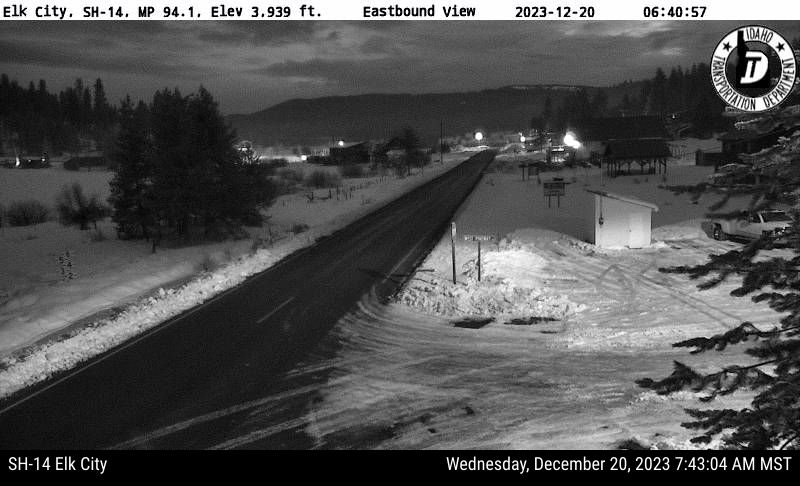 Elk City, SH-14, MP 94.1, Elev 3,939 ft. Eastbound View 2023-12-20 06:40:57
IDAHO
TRANSPORTATION DEPARTMENT
SH-14 Elk City Wednesday, December 20, 2023 7:43:04 AM MST